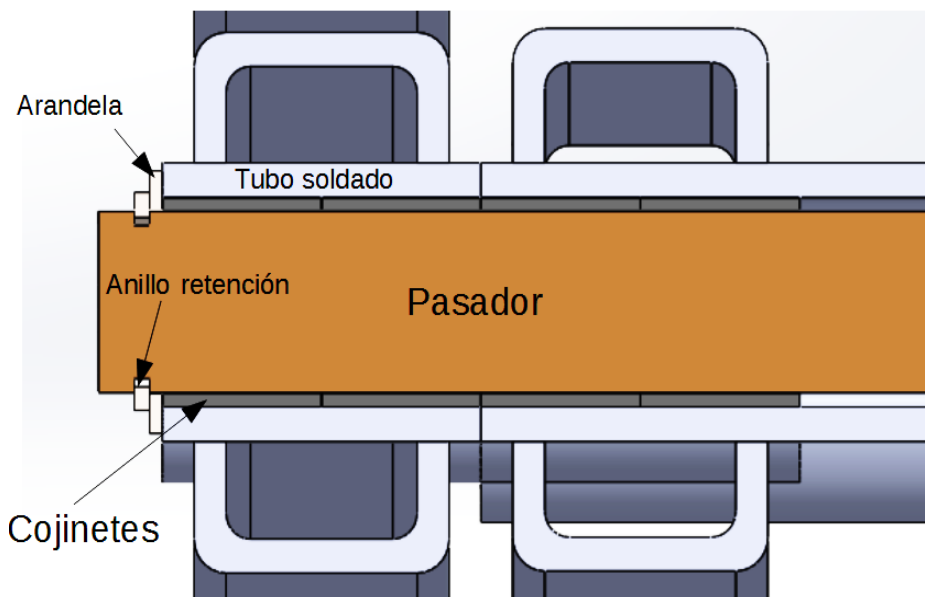 Arandela
Tubo soldado
Anillo retención
Pasador
Cojinetes